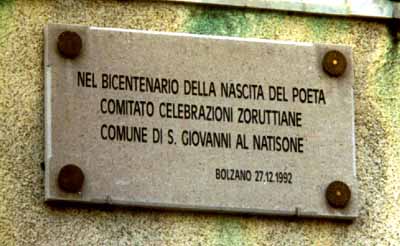 NEL BICENTENARIO DELLA NASCITA DEL POETA
COMITATO CELEBRAZIONI ZORUTTIANE
COMUNE DI S. GIOVANNI AL NATISONE
BOLZANO 27.12.1992